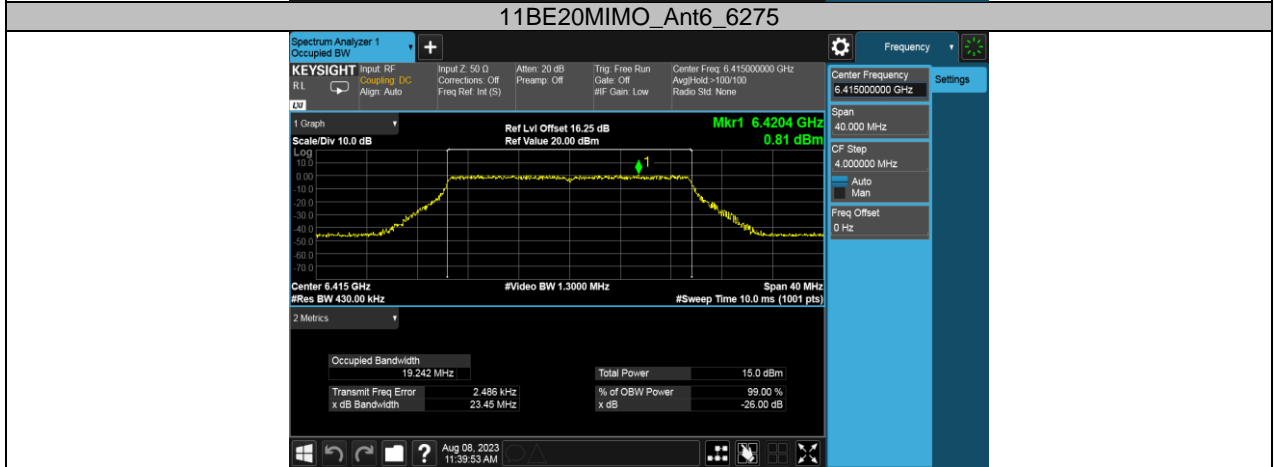 11BE20MIMO_Ant6_6275
Spectrum Analyzer 1
Occupied BW
Frequency
KEYSIGHT
RL
LXI
Input: RF
Coupling: DC
Align: Auto
Input Z: 50 Ω
Corrections: Off
Freq Ref: Int (S)
Atten: 20 dB
Preamp: Off
Trig: Free Run
Gate: Off
#IF Gain: Low
Center Freq: 6.415000000 GHz
Avg|Hold:>100/100
Radio Std: None
Center Frequency
6.415000000 GHz
Settings
Span
40.000 MHz
CF Step
4.000000 MHz
Auto
Man
Freq Offset
0 Hz
1 Graph
Scale/Div 10.0 dB
Ref Lvl Offset 16.25 dB
Ref Value 20.00 dBm
Mkr1 6.4204 GHz
0.81 dBm
Log
10.0
0.00
-10.0
-20.0
-30.0
-40.0
-50.0
-60.0
-70.0
1
Center 6.415 GHz
#Res BW 430.00 kHz
#Video BW 1.3000 MHz
Span 40 MHz
#Sweep Time 10.0 ms (1001 pts)
2 Metrics
Occupied Bandwidth
19.242 MHz
Total Power 15.0 dBm
Transmit Freq Error 2.486 kHz
% of OBW Power 99.00 %
x dB Bandwidth 23.45 MHz
x dB -26.00 dB
?
Aug 08, 2023
11:39:53 AM